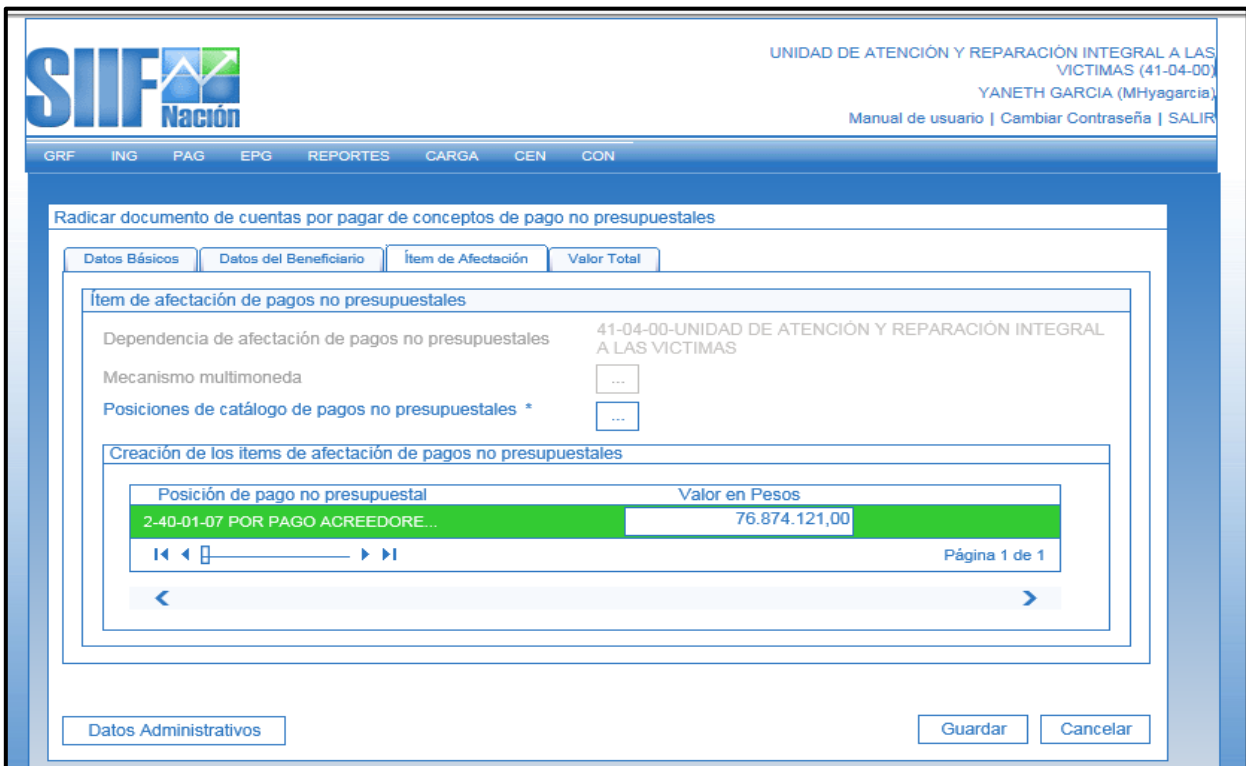 SIIF
Nación
UNIDAD DE ATENCIÓN Y REPARACIÓN INTEGRAL A LAS
VICTIMAS (41-04-00)
YANETH GARCIA (MHyagarcia)
Manual de usuario | Cambiar Contraseña | SALIR
GRF ING PAG EPG REPORTES CARGA CEN CON
Radicar documento de cuentas por pagar de conceptos de pago no presupuestales
Datos Básicos Datos del Beneficiario Ítem de Afectación Valor Total
Ítem de afectación de pagos no presupuestales
Dependencia de afectación de pagos no presupuestales
41-04-00-UNIDAD DE ATENCIÓN Y REPARACIÓN INTEGRAL
A LAS VICTIMAS
Mecanismo multimoneda ...
Posiciones de catálogo de pagos no presupuestales * ...
Creación de los items de afectación de pagos no presupuestales
Posición de pago no presupuestal Valor en Pesos
2-40-01-07 POR PAGO ACREEDORE... 76.874.121,00
Página 1 de 1
Datos Administrativos Guardar Cancelar